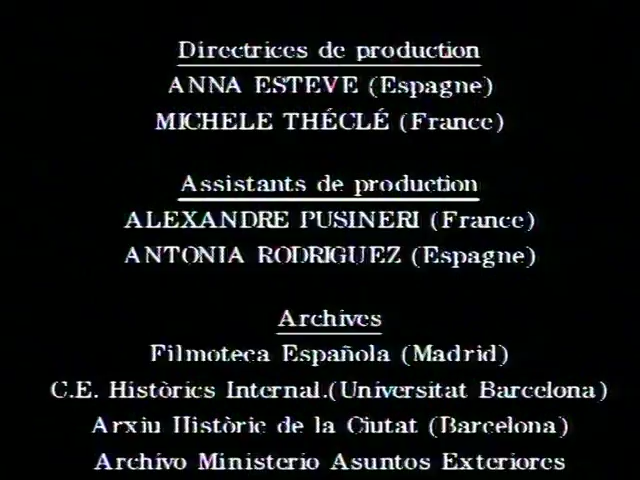 Directrices de production
ANNA ESTEVE (Espagne)
MICHELE THÉCLÉ (France)
Assistants de production
ALEXANDRE PUSINERI (France)
ANTONIA RODRIGUEZ (Espagne)
Archives
Filmoteca Española (Madrid)
C.E. Històrics Internal.(Universitat Barcelona)
Arxiu Històric de la Ciutat (Barcelona)
Archivo Ministerio Asuntos Exteriores